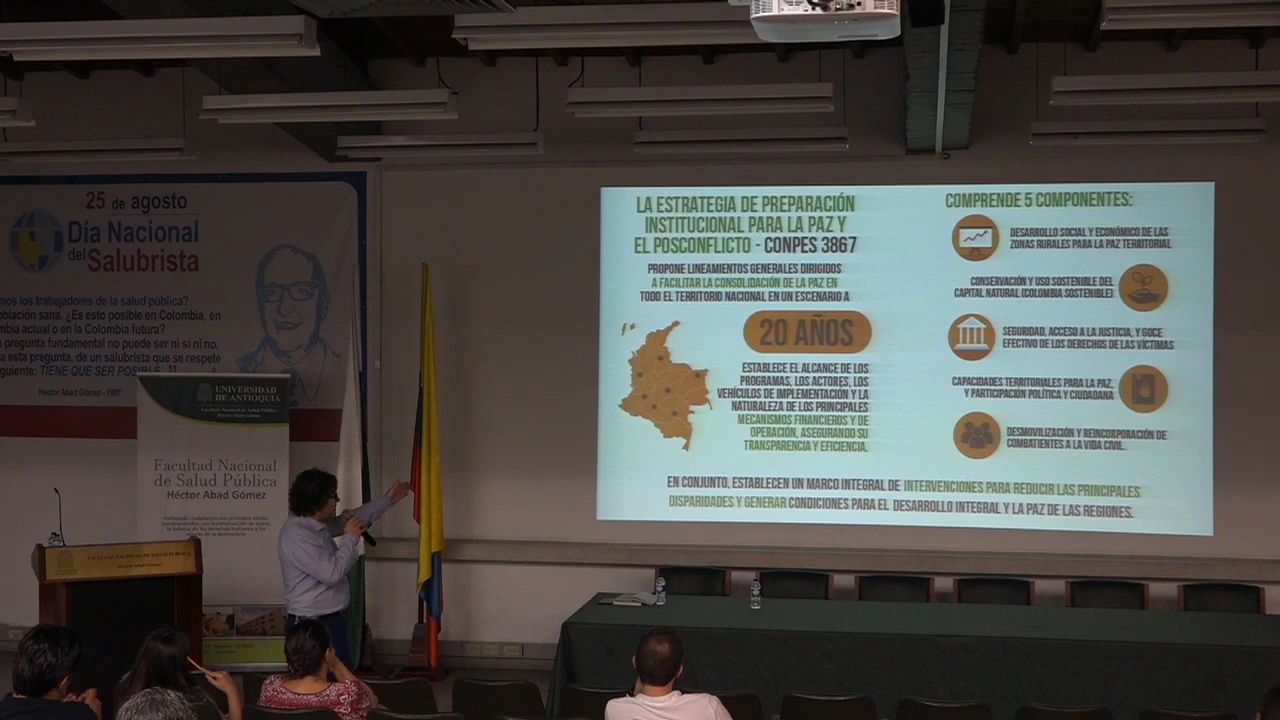 25 de agosto
Día Nacional
del Salubrista
mos los trabajadores de la salud pública?
oblación sana. ¿Es esto posible en Colombia, en
mbia actual o en la Colombia futura?
pregunta fundamental no puede ser ni si ni no,
a esta pregunta, de un salubrista que se respete
guiente: TIENE QUE SER POSIBLE
Hector Abad Gómez - 1987
UNIVERSIDAD
DE ANTIOQUIA
Facultad Nacional de Salud Pública
Héctor Abad Gómez
Facultad Nacional
de Salud Pública
Héctor Abad Gómez
FACULTAD NACIONAL DE SALUD PÚBLICA
LA ESTRATEGIA DE PREPARACIÓN
INSTITUCIONAL PARA LA PAZ Y
EL POSCONFLICTO - CONPES 3867
PROPONE LINEAMIENTOS GENERALES DIRIGIDOS
A FACILITAR LA CONSOLIDACIÓN DE LA PAZ EN
TODO EL TERRITORIO NACIONAL EN UN ESCENARIO A
20 AÑOS
ESTABLECE EL ALCANCE DE LOS
PROGRAMAS, LOS ACTORES, LOS
VEHÍCULOS DE IMPLEMENTACIÓN Y LA
NATURALEZA DE LOS PRINCIPALES
MECANISMOS FINANCIEROS Y DE
OPERACIÓN, ASEGURANDO SU
TRANSPARENCIA Y EFICIENCIA.
COMPRENDE 5 COMPONENTES:
DESARROLLO SOCIAL Y ECONÓMICO DE LAS
ZONAS RURALES PARA LA PAZ TERRITORIAL
CONSERVACIÓN Y USO SOSTENIBLE DEL
CAPITAL NATURAL (COLOMBIA SOSTENIBLE)
SEGURIDAD, ACCESO A LA JUSTICIA, Y GOCE
EFECTIVO DE LOS DERECHOS DE LAS VÍCTIMAS
CAPACIDADES TERRITORIALES PARA LA PAZ,
Y PARTICIPACIÓN POLÍTICA Y CIUDADANA.
DESMOVILIZACIÓN Y REINCORPORACIÓN DE
COMBATIENTES A LA VIDA CIVIL.
EN CONJUNTO, ESTABLECEN UN MARCO INTEGRAL DE INTERVENCIONES PARA REDUCIR LAS PRINCIPALES
DISPARIDADES Y GENERAR CONDICIONES PARA EL DESARROLLO INTEGRAL Y LA PAZ DE LAS REGIONES.